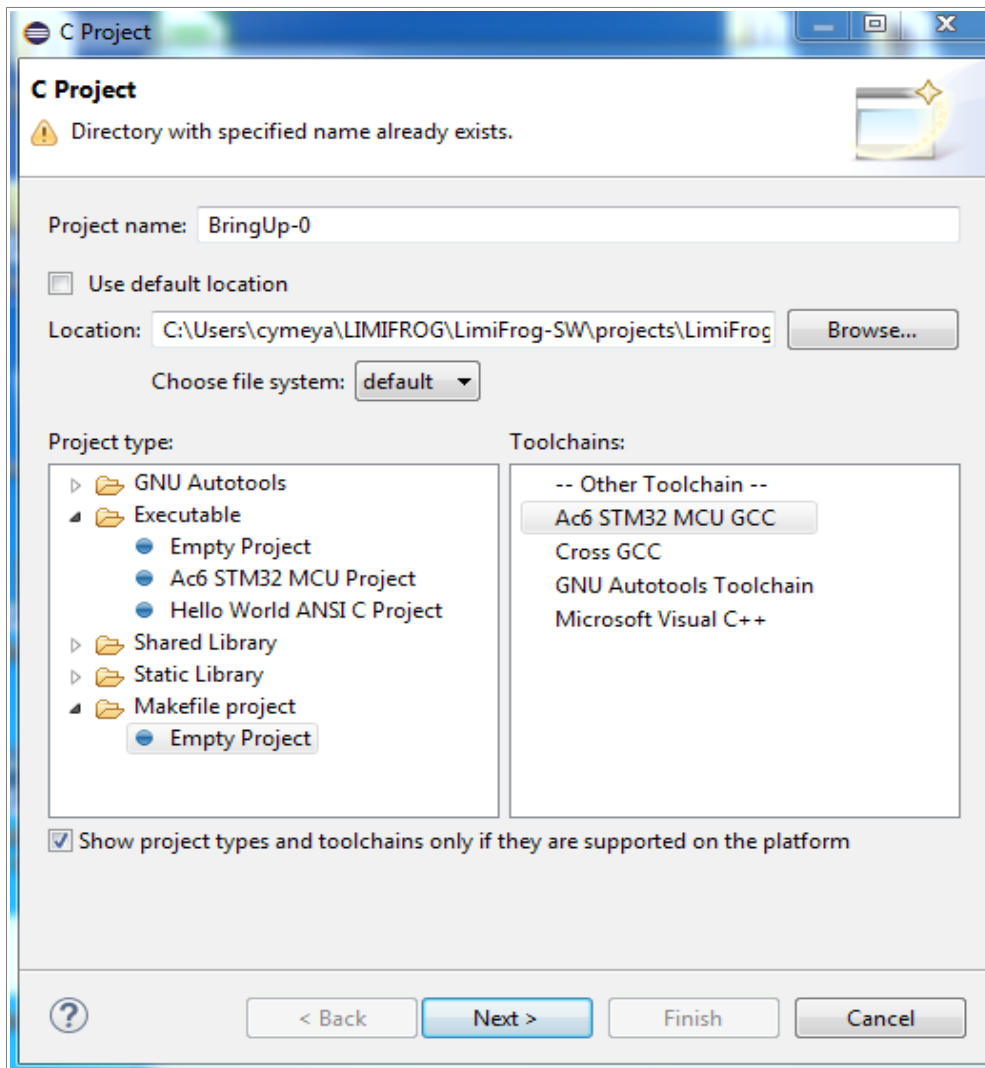 C Project
C Project
Directory with specified name already exists.
Project name: BringUp-0
Use default location
Location: C:\Users\cymeya\LIMIFROG\LimiFrog-SW\projects\LimiFrog Browse...
Choose file system: default
Project type:
GNU Autotools
Executable
Empty Project
Ac6 STM32 MCU Project
Hello World ANSI C Project
Shared Library
Static Library
Makefile project
Empty Project
Toolchains:
-- Other Toolchain --
Ac6 STM32 MCU GCC
Cross GCC
GNU Autotools Toolchain
Microsoft Visual C++
Show project types and toolchains only if they are supported on the platform
? < Back Next > Finish Cancel